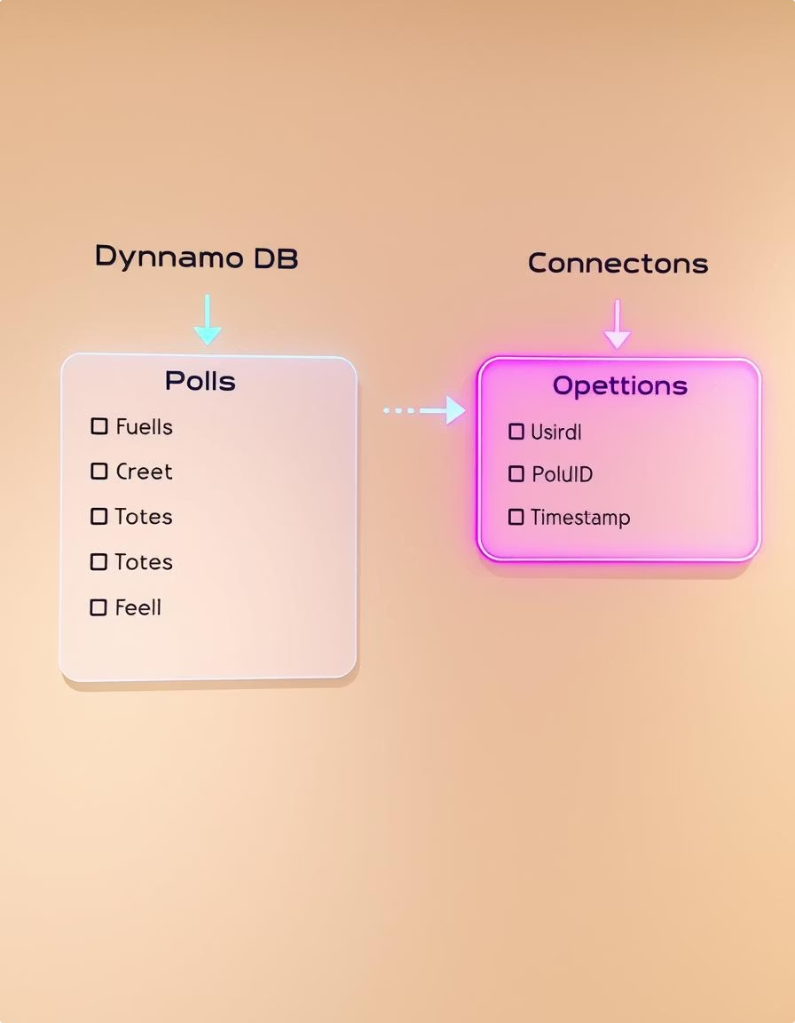 Dynnamo DB
Polls
Fuells
Creet
Totes
Totes
Feell
Connectons
Opettions
Usirdl
PoluID
Timestamp